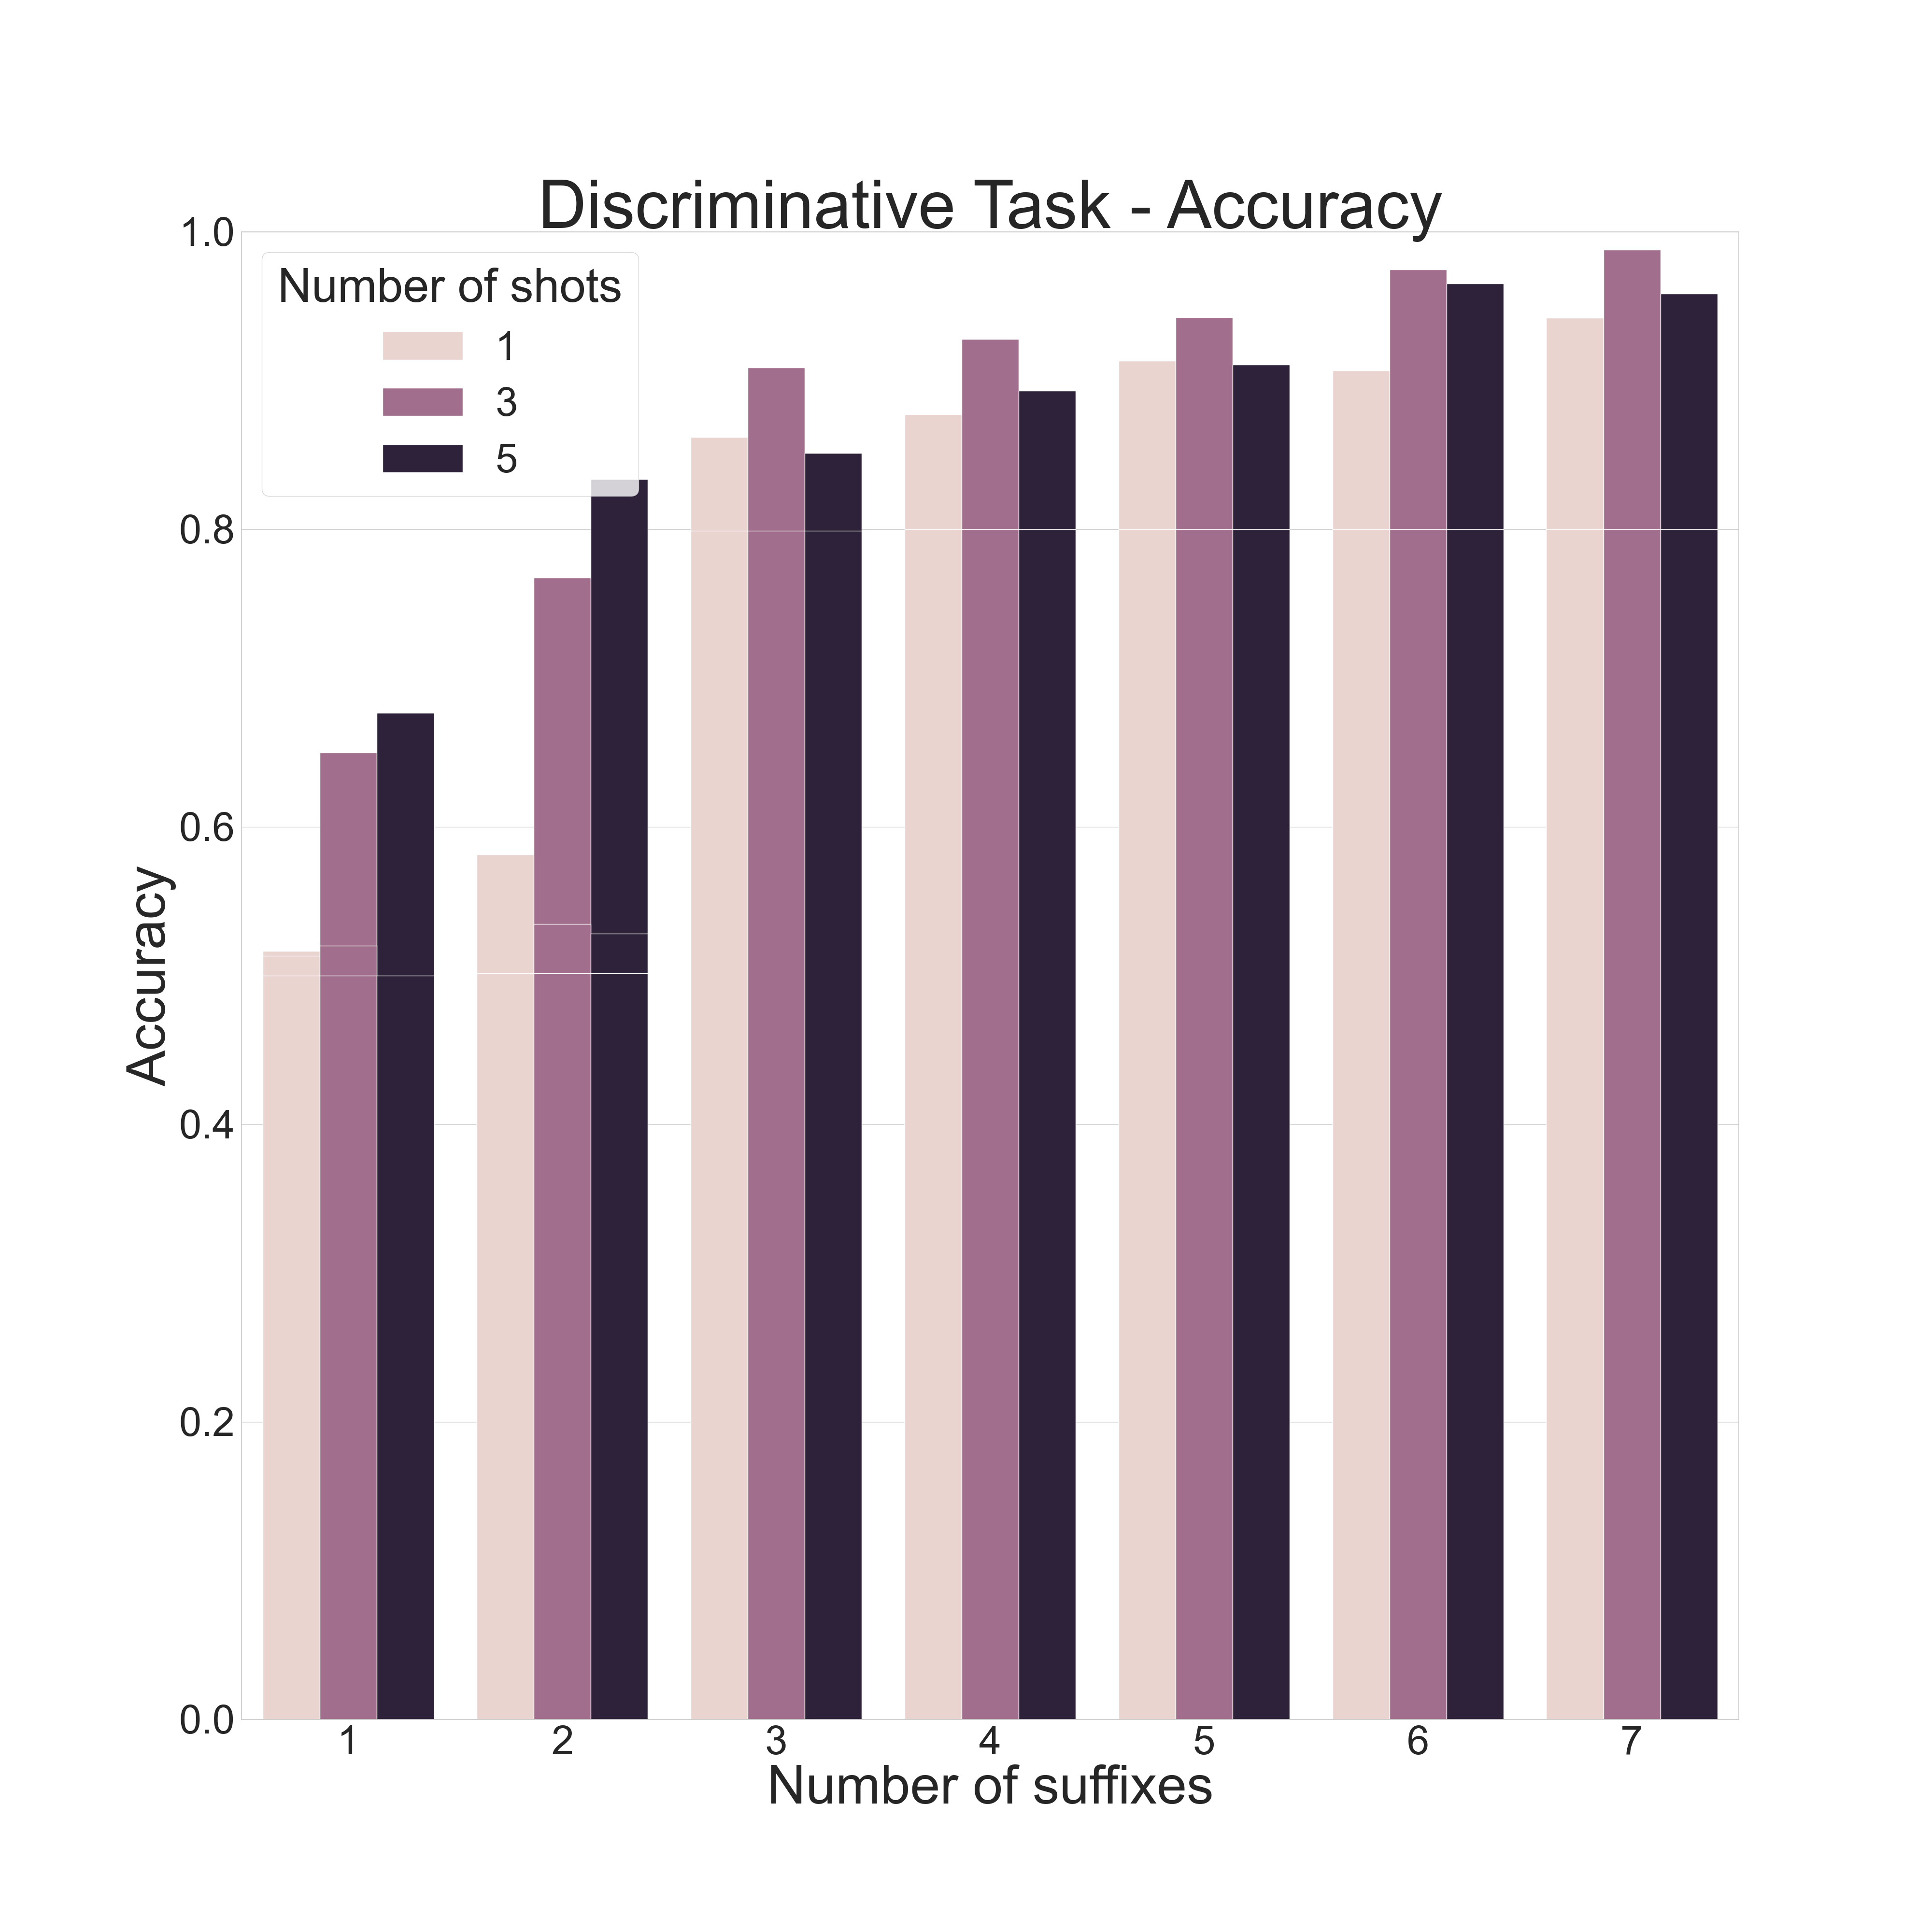 Discriminative Task - Accuracy
Number of shots
1
3
5
1.0
0.8
0.6
0.4
0.2
0.0
Accuracy
1 2 3 4 5 6 7
Number of suffixes